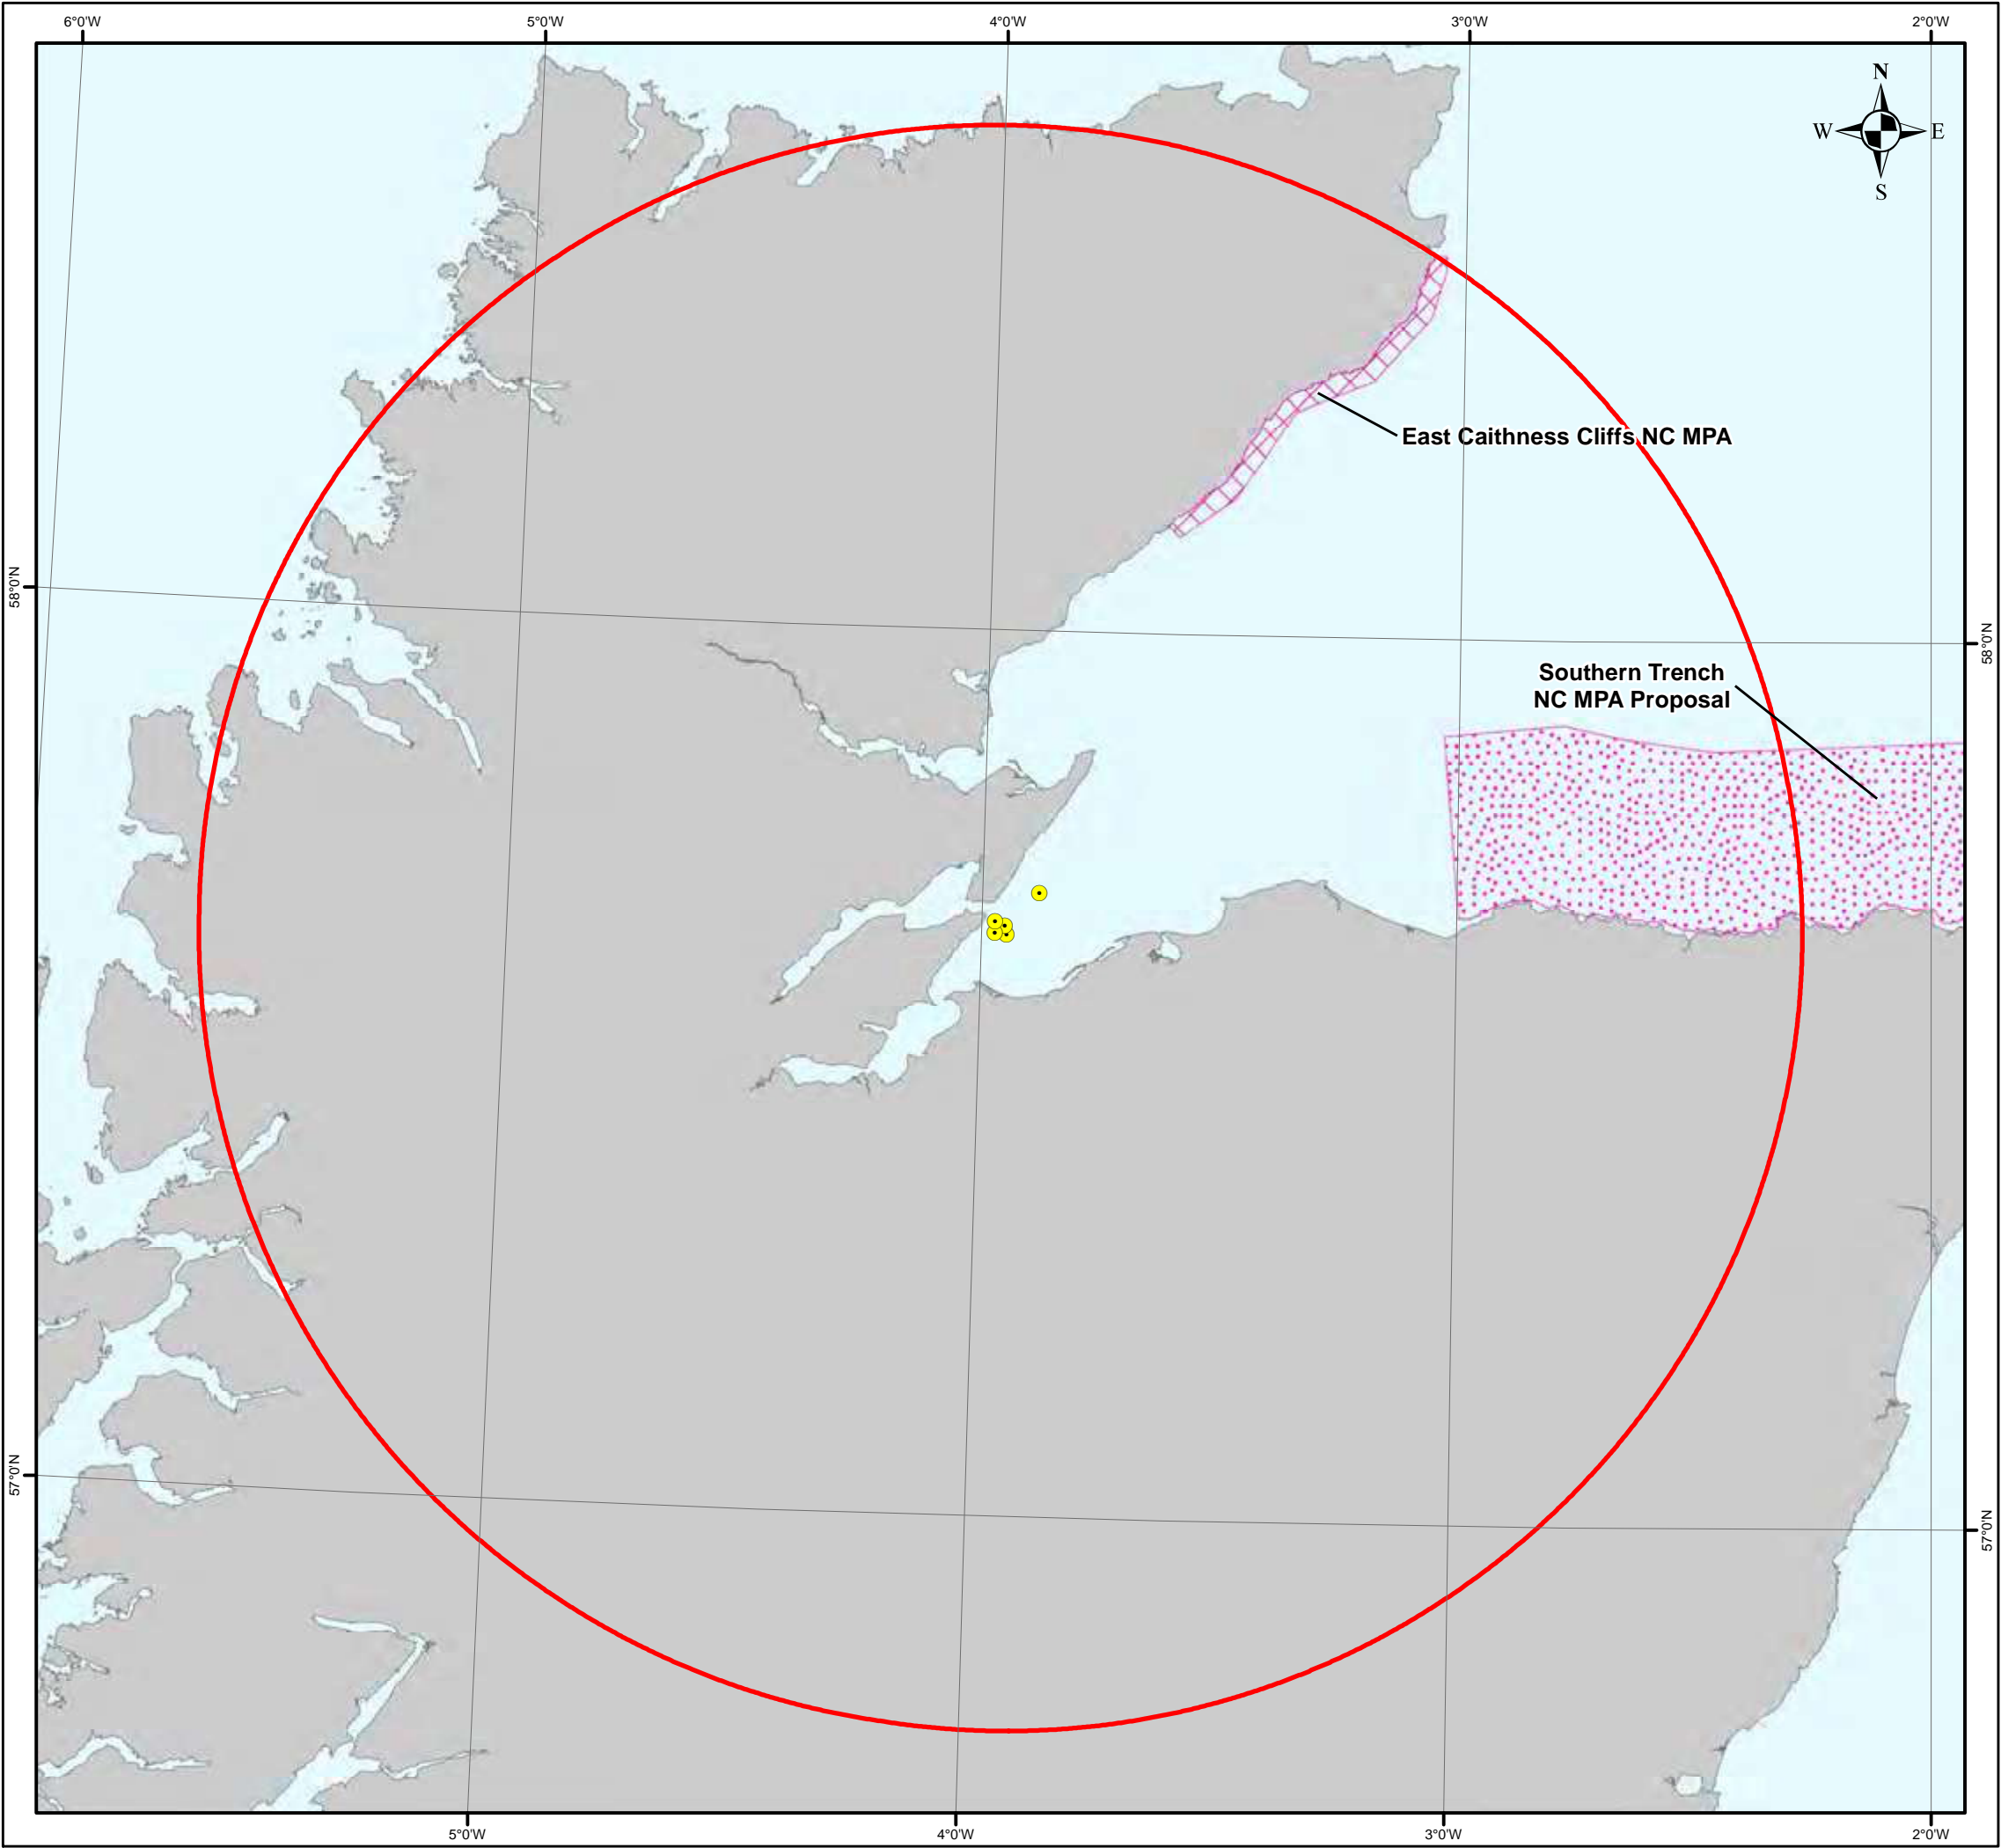 6°0'W 5°0'W 4°0'W 3°0'W 2°0'W
N
W E
S
East Caithness Cliffs NC MPA
58°0'N
58°0'N
Southern Trench
NC MPA Proposal
57°0'N
57°0'N
5°0'W 4°0'W 3°0'W 2°0'W